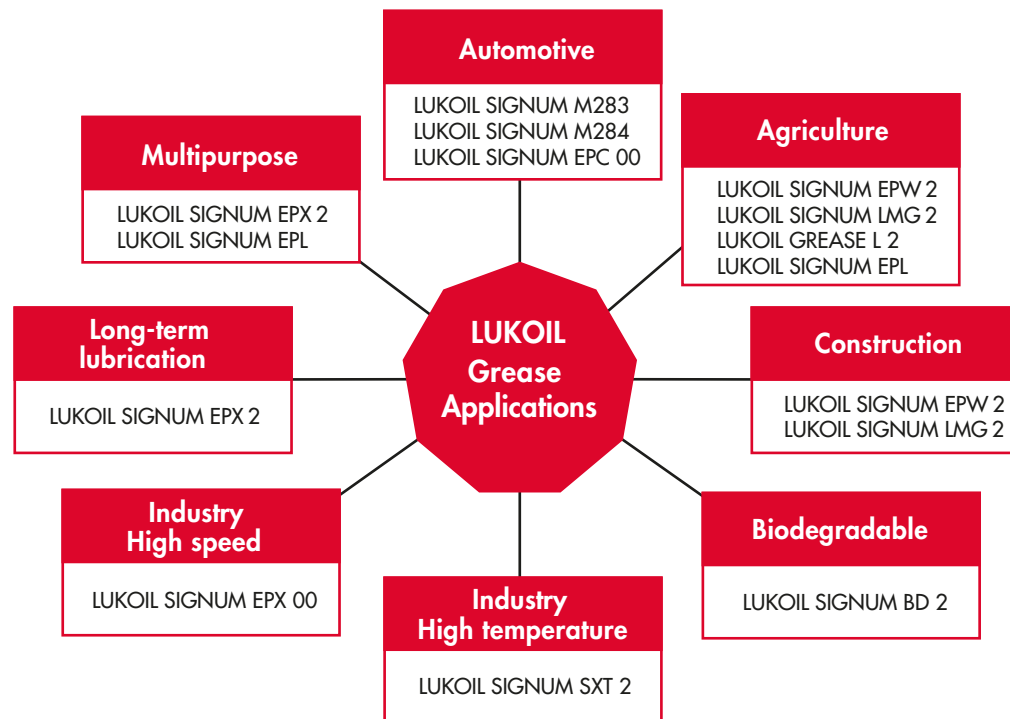 Automotive
LUKOIL SIGNUM M283
LUKOIL SIGNUM M284
LUKOIL SIGNUM EPC 00
Multipurpose
LUKOIL SIGNUM EPX 2
LUKOIL SIGNUM EPL
Agriculture
LUKOIL SIGNUM EPW 2
LUKOIL SIGNUM LMG 2
LUKOIL GREASE L 2
LUKOIL SIGNUM EPL
Long-term
lubrication
LUKOIL SIGNUM EPX 2
LUKOIL
Grease
Applications
Construction
LUKOIL SIGNUM EPW 2
LUKOIL SIGNUM LMG 2
Industry
High speed
LUKOIL SIGNUM EPX 00
Industry
High temperature
LUKOIL SIGNUM SXT 2
Biodegradable
LUKOIL SIGNUM BD 2